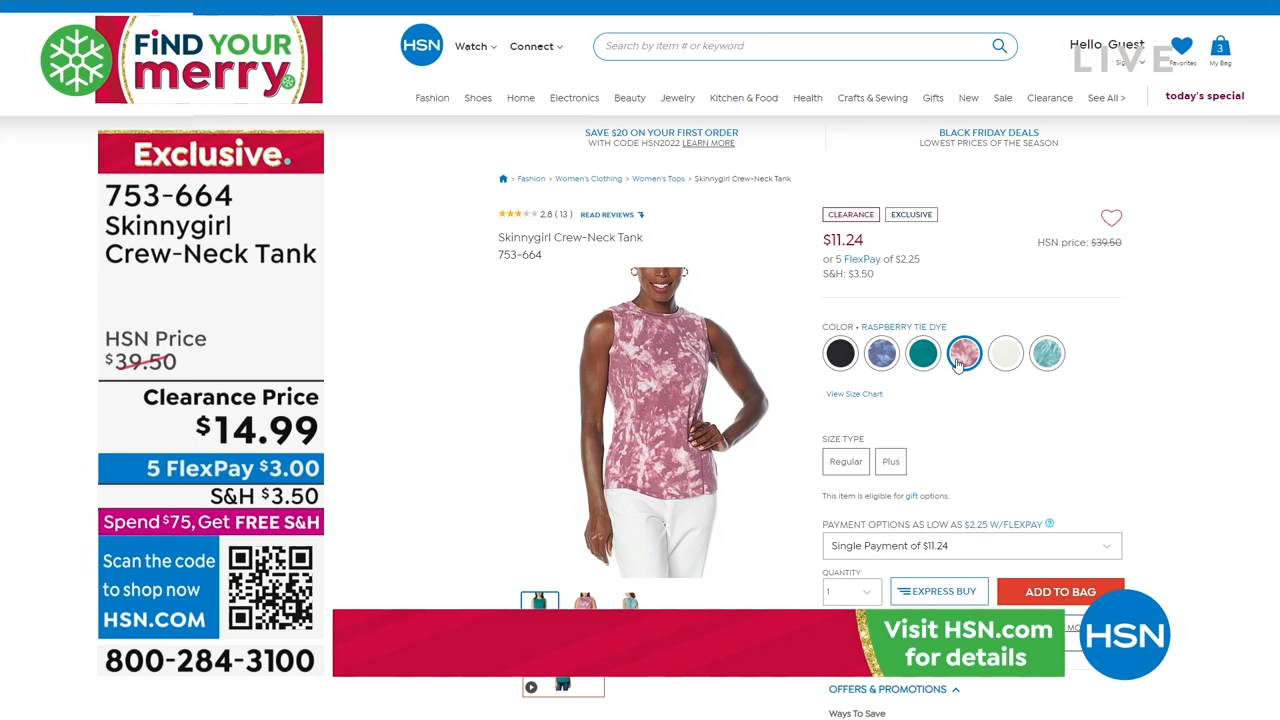 FiND YOUR
merry.
HSN
Watch
Connect
Search by item # or keyword
Hello, Guest
LIVE
Favorites
3
My Bag
Fashion Shoes Home Electronics Beauty Jewelry Kitchen & Food Health Crafts & Sewing Gifts New Sale Clearance See All >
today's special
SAVE $20 ON YOUR FIRST ORDER
WITH CODE HSN2022 LEARN MORE
BLACK FRIDAY DEALS
LOWEST PRICES OF THE SEASON
Exclusive.
753-664
Skinnygirl
Crew-Neck Tank
HSN Price
$39.50
Clearance Price
$14.99
5 FlexPay $3.00
S&H $3.50
Spend $75, Get FREE S&H
Scan the code
to shop now
HSN.COM
800-284-3100
> Fashion > Women's Clothing > Women's Tops > Skinnygirl Crew-Neck Tank
2.8 ( 13 ) READ REVIEWS
Skinnygirl Crew-Neck Tank
753-664
CLEARANCE EXCLUSIVE
$11.24
HSN price: $39.50
or 5 FlexPay of $2.25
S&H: $3.50
COLOR • RASPBERRY TIE DYE
View Size Chart
SIZE TYPE
Regular Plus
This item is eligible for gift options.
PAYMENT OPTIONS AS LOW AS $2.25 W/FLEXPAY ?
Single Payment of $11.24
QUANTITY
1
EXPRESS BUY
ADD TO BAG
Visit HSN.com
for details
HSN
OFFERS & PROMOTIONS
Ways To Save